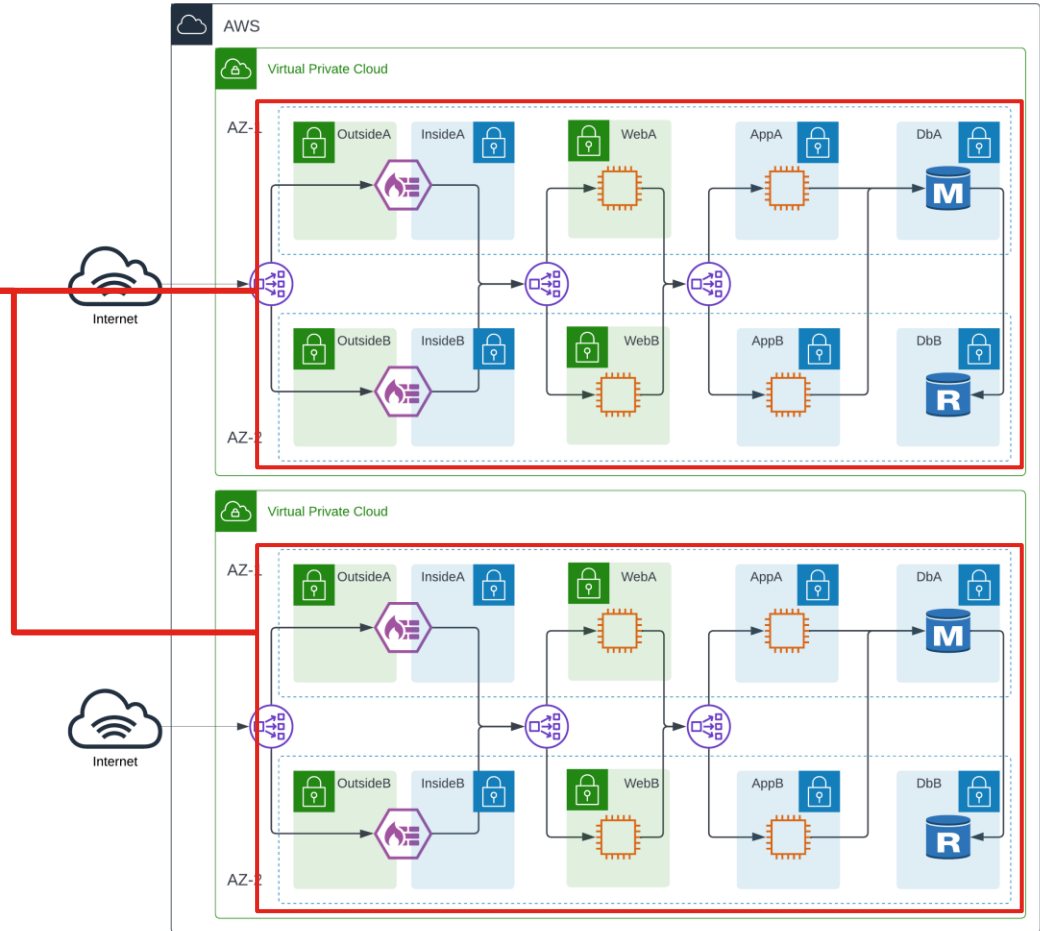 AWS
Virtual Private Cloud
AZ-1
OutsideA
InsideA
WebA
AppA
DbA
M
Internet
OutsideB
InsideB
WebB
AppB
DbB
R
AZ-2
Virtual Private Cloud
AZ-1
OutsideA
InsideA
WebA
AppA
DbA
M
Internet
OutsideB
InsideB
WebB
AppB
DbB
R
AZ-2